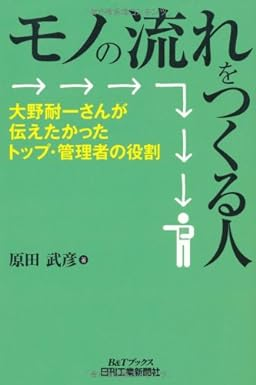 モノの流れをつくる人
大野耐一さんが
伝えたかった
トップ・管理者の役割
原田 武彦 著
B&Tブックス
日刊工業新聞社